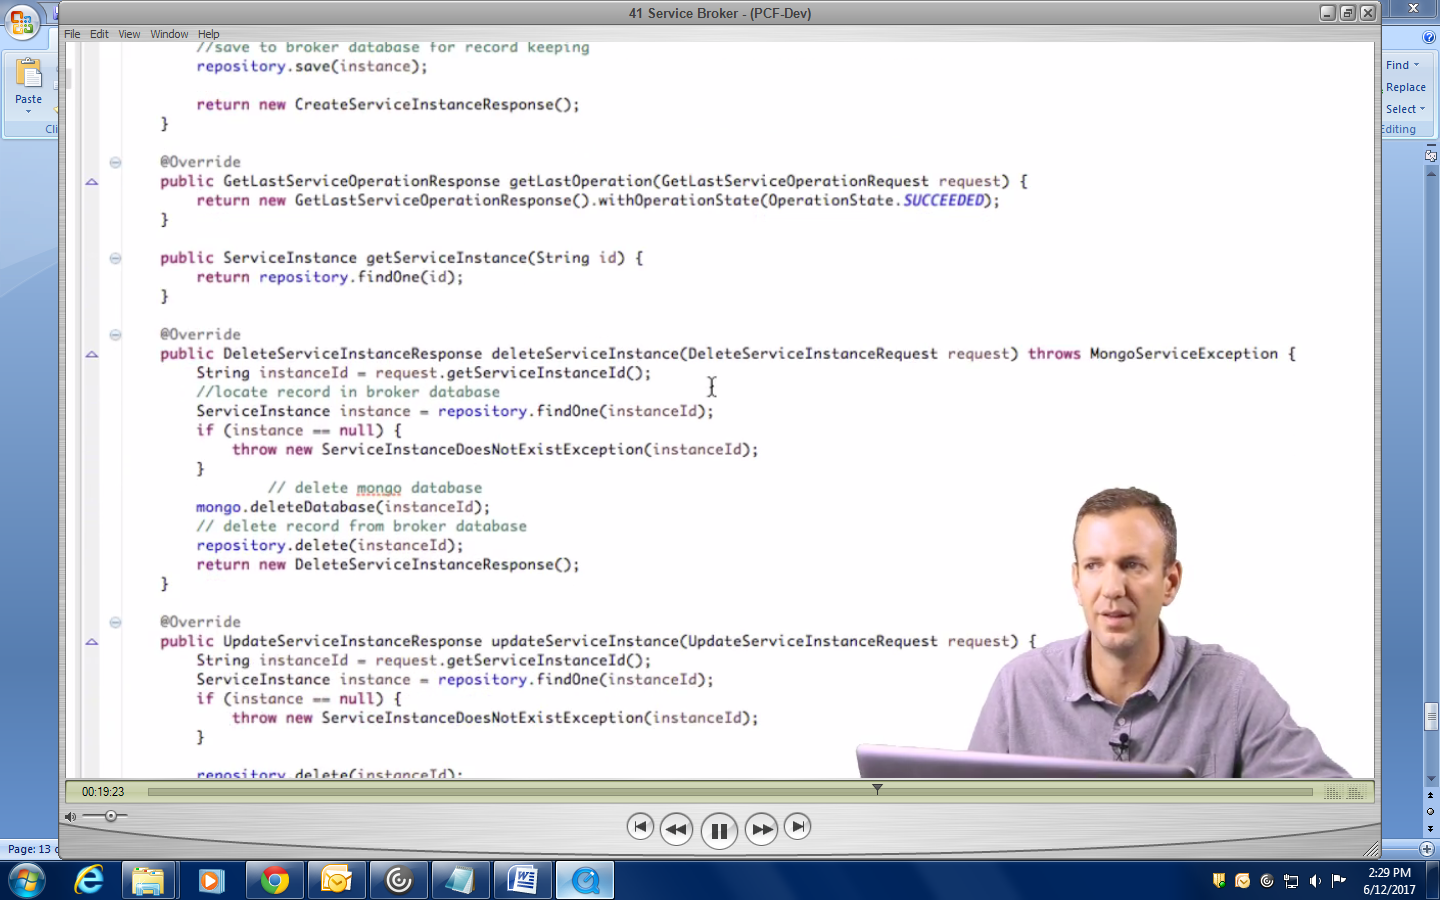 41 Service Broker - (PCF-Dev)
File Edit View Window Help
Find
Replace
Select
Editing
Paste
//save to broker database for record keeping
repository.save(instance);
return new CreateServiceInstanceResponse();
}
@Override
public GetLastServiceOperationResponse getLastOperation(GetLastServiceOperationRequest request) {
return new GetLastServiceOperationResponse().withOperationState(OperationState.SUCCEEDED);
}
public ServiceInstance getServiceInstance(String id) {
return repository.findOne(id);
}
@Override
public DeleteServiceInstanceResponse deleteServiceInstance(DeleteServiceInstanceRequest request) throws MongoServiceException {
String instanceId = request.getServiceInstanceId();
//locate record in broker database
ServiceInstance instance = repository.findOne(instanceId);
if (instance == null) {
throw new ServiceInstanceDoesNotExistException(instanceId);
}
// delete mongo database
mongo.deleteDatabase(instanceId);
// delete record from broker database
repository.delete(instanceId);
return new DeleteServiceInstanceResponse();
}
@Override
public UpdateServiceInstanceResponse updateServiceInstance(UpdateServiceInstanceRequest request) {
String instanceId = request.getServiceInstanceId();
ServiceInstance instance = repository.findOne(instanceId);
if (instance == null) {
throw new ServiceInstanceDoesNotExistException(instanceId);
}
repository.delete(instanceId);
00:19:23
Page: 13
2:29 PM
6/12/2017